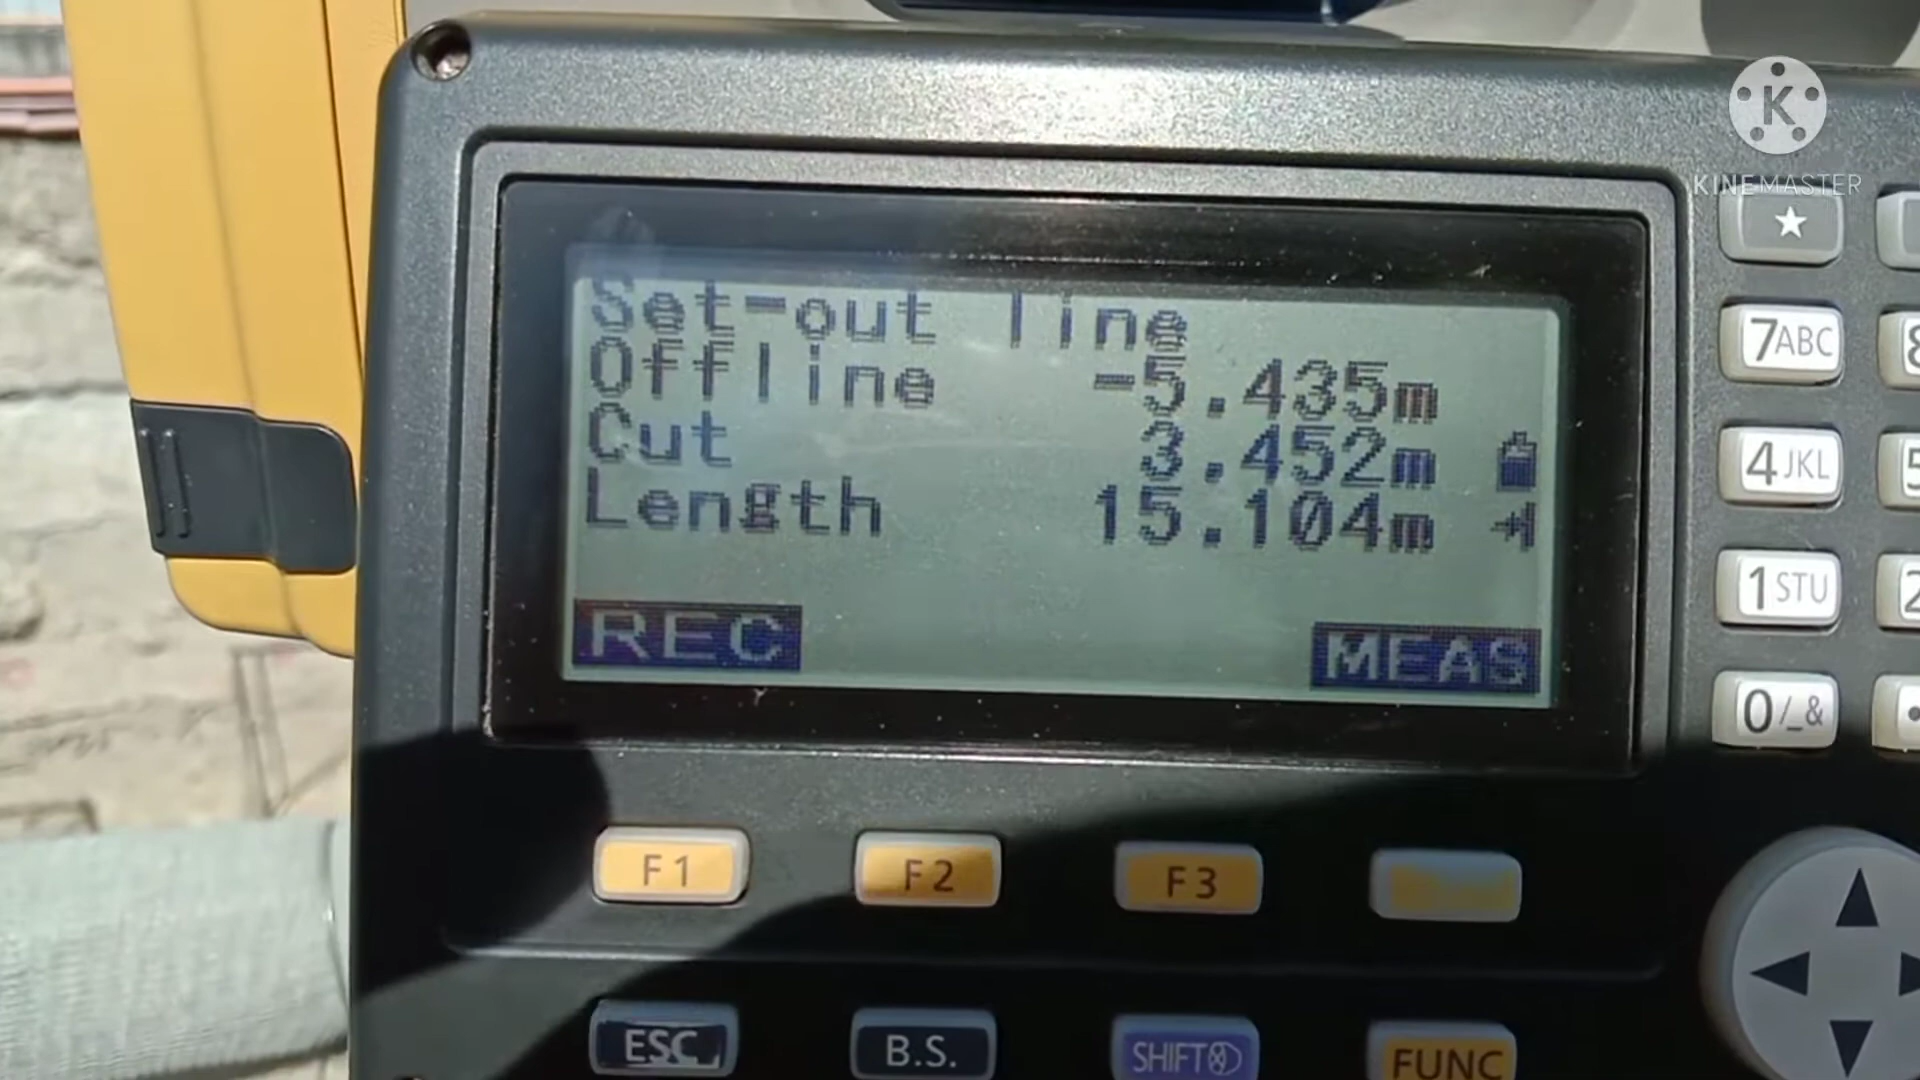 K
KINEMASTER
★
Set-out line
Offline -5.435m
Cut 3.452m
Length 15.104m
REC MEAS
7ABC
4JKL
1STU
0/_&
F1 F2 F3
ESC B.S. SHIFT FUNC